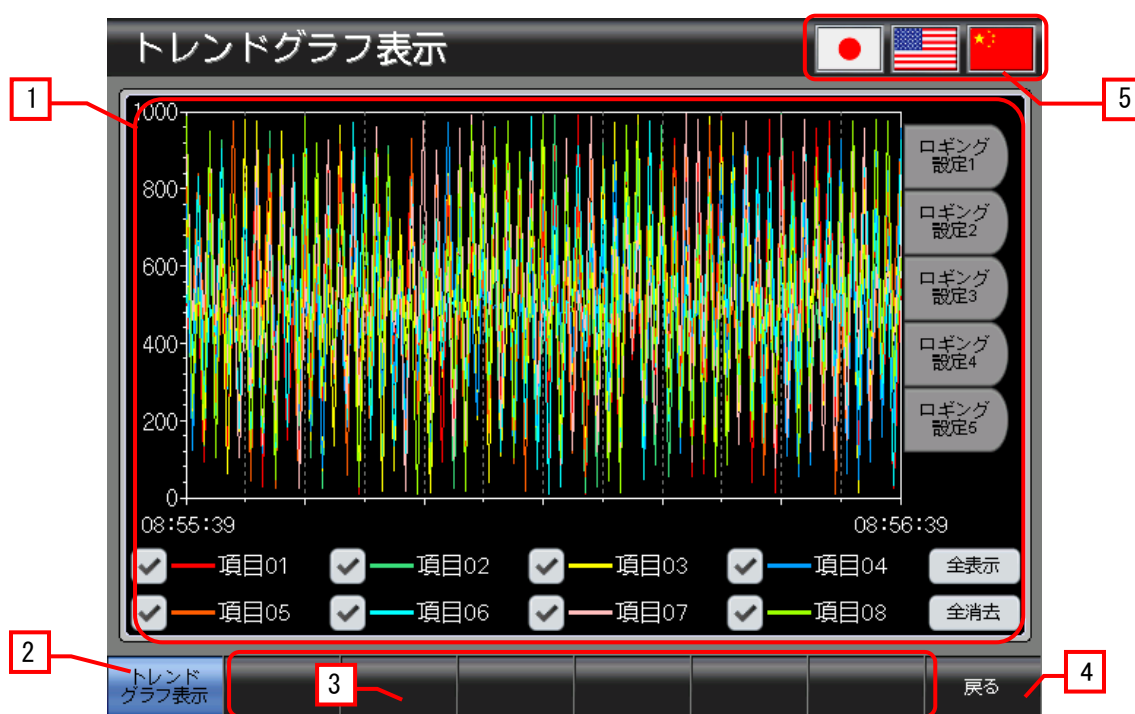 トレンドグラフ表示
5
1
1000
800
600
400
200
0
ロギング
設定1
ロギング
設定2
ロギング
設定3
ロギング
設定4
ロギング
設定5
08:55:39
08:56:39
項目01
項目02
項目03
項目04
全表示
項目05
項目06
項目07
項目08
全消去
2
トレンド
グラフ表示
3
戻る
4